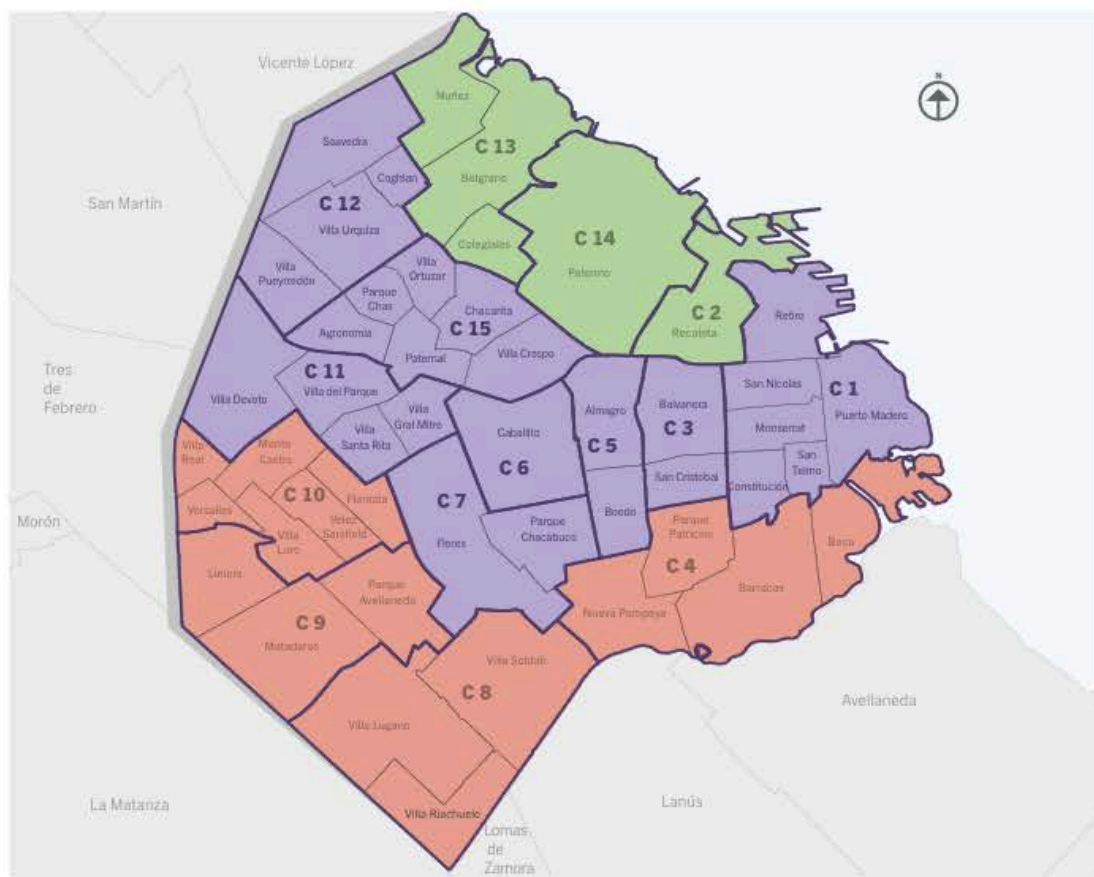 N
Vicente López
Nuñez
C 13
Saavedra
Coghlan
Belgrano
San Martín
C 12
Villa Urquiza
Colegiales
C 14
Palermo
Villa
Pueyrredón
Villa
Ortuzar
Parque
Chas
Chacarita
C 15
Agronomía
Paternal
Villa Crespo
C 2
Recoleta
Retiro
Tres
de
Febrero
C 11
Villa del Parque
Villa Devoto
Villa
Santa Rita
Villa
Gral Mitre
Caballito
C 6
Almagro
C 5
Balvanera
C 3
San Nicolas
C 1
Puerto Madero
Monserrat
San
Telmo
San Cristobal
Constitución
Boedo
Villa
Real
Monte
Castro
C 10
Floresta
Versalles
Velez
Sarsfield
Villa
Luro
C 7
Flores
Parque
Chacabuco
Morón
Liniers
Parque
Avellaneda
C 9
Mataderos
Parque
Patricios
C 4
Nueva Pompeya
Barracas
Boca
Villa Soldati
C 8
Villa Lugano
Villa Riachuelo
Avellaneda
La Matanza
Lanús
Lomas
de
Zamora